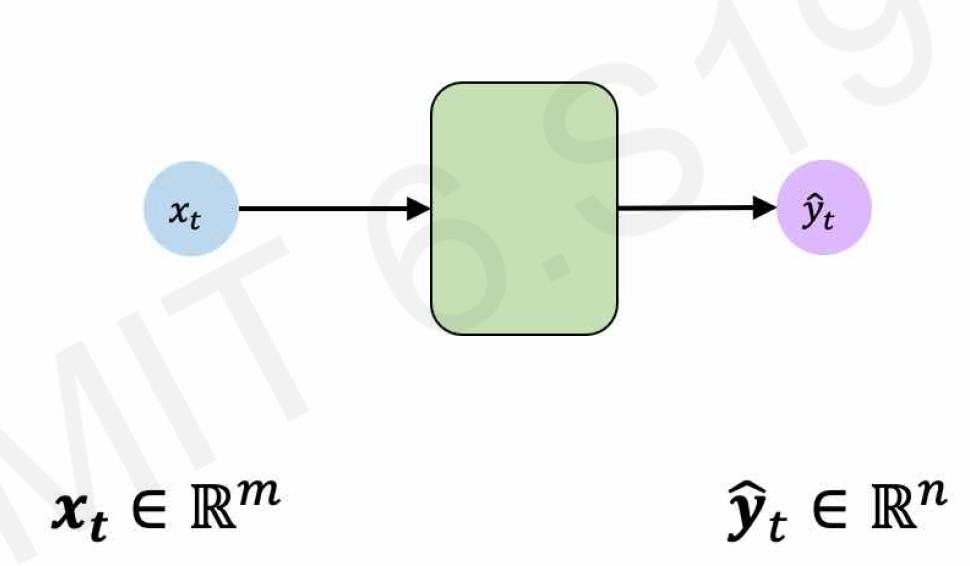 x_t
ŷ_t
MIT 6.S19
x_t ∈ ℝ^m
ŷ_t ∈ ℝ^n